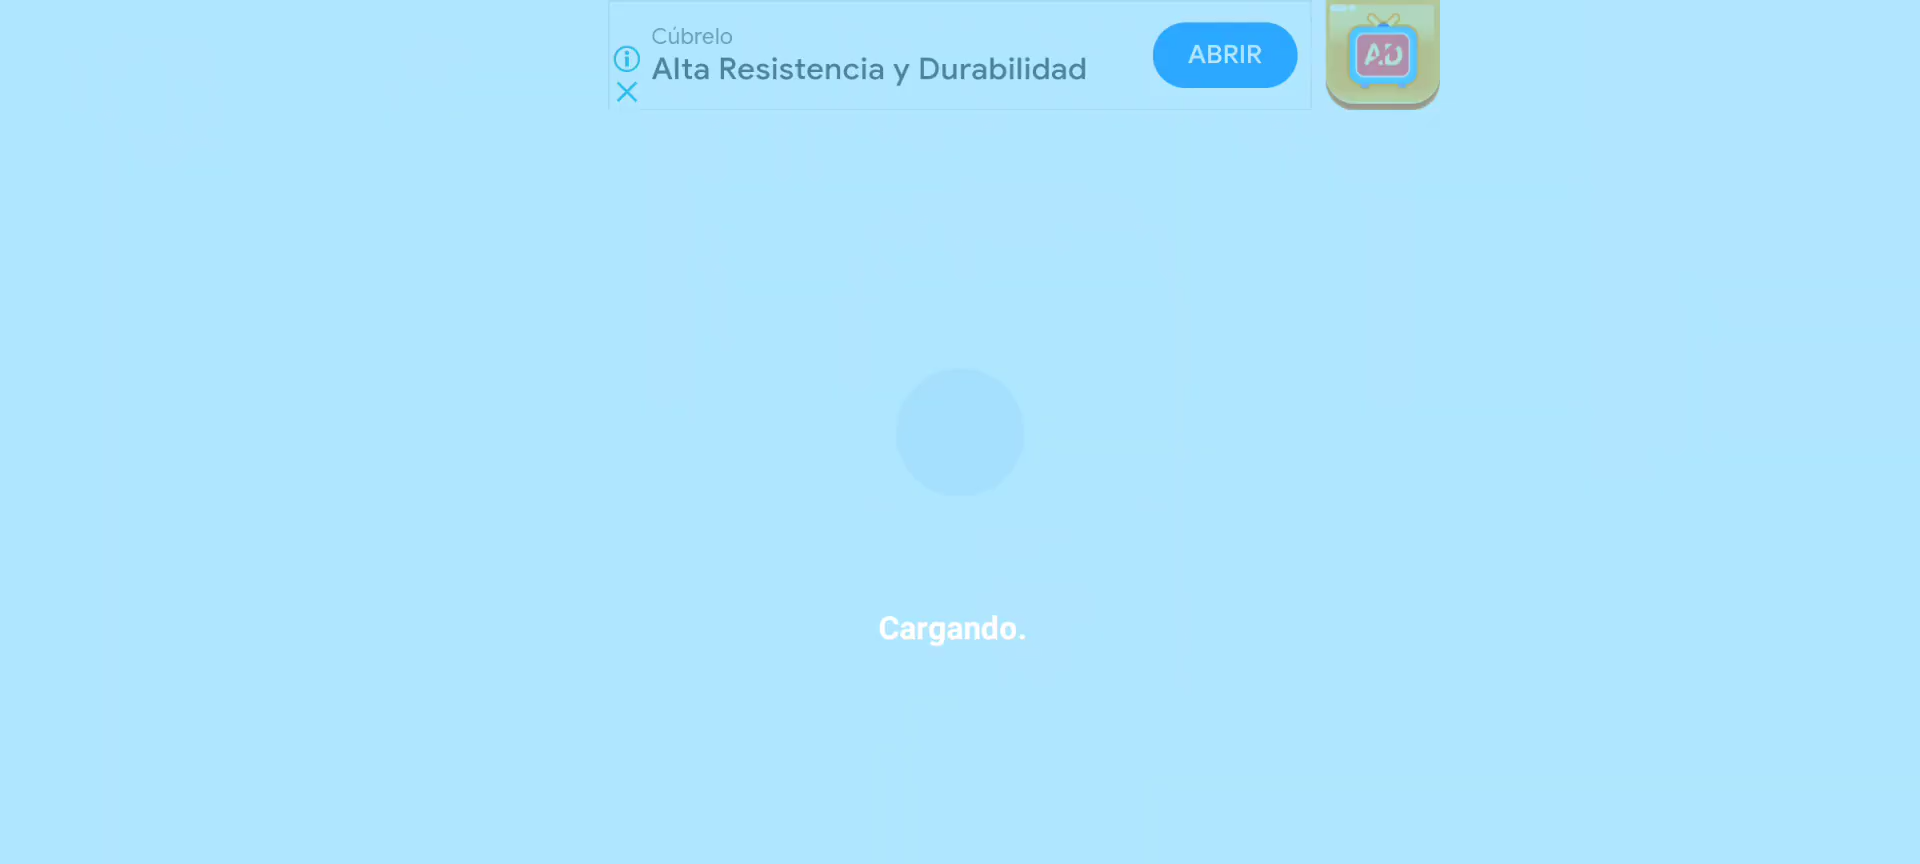 Cúbrelo
Alta Resistencia y Durabilidad
ABRIR
AD
Cargando.